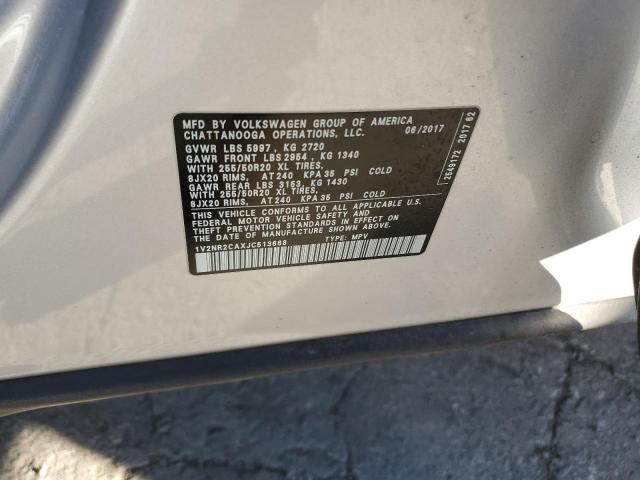 MFD BY VOLKSWAGEN GROUP OF AMERICA
CHATTANOOGA OPERATIONS, LLC. 06/2017
GVWR LBS 5997, KG 2720
GAWR FRONT LBS 2954, KG 1340
WITH 255/50R20 XL TIRES,
8JX20 RIMS, AT 240 KPA 35 PSI COLD
GAWR REAR LBS 3153, KG 1430
WITH 255/50R20 XL TIRES,
8JX20 RIMS, AT 240 KPA 35 PSI COLD
THIS VEHICLE CONFORMS TO ALL APPLICABLE U.S.
FEDERAL MOTOR VEHICLE SAFETY AND
THEFT PREVENTION STANDARDS IN EFFECT
ON THE DATE OF MANUFACTURE SHOWN ABOVE.
1V2NR2CAXJC513668 TYPE: MPV
2549172 2017 62